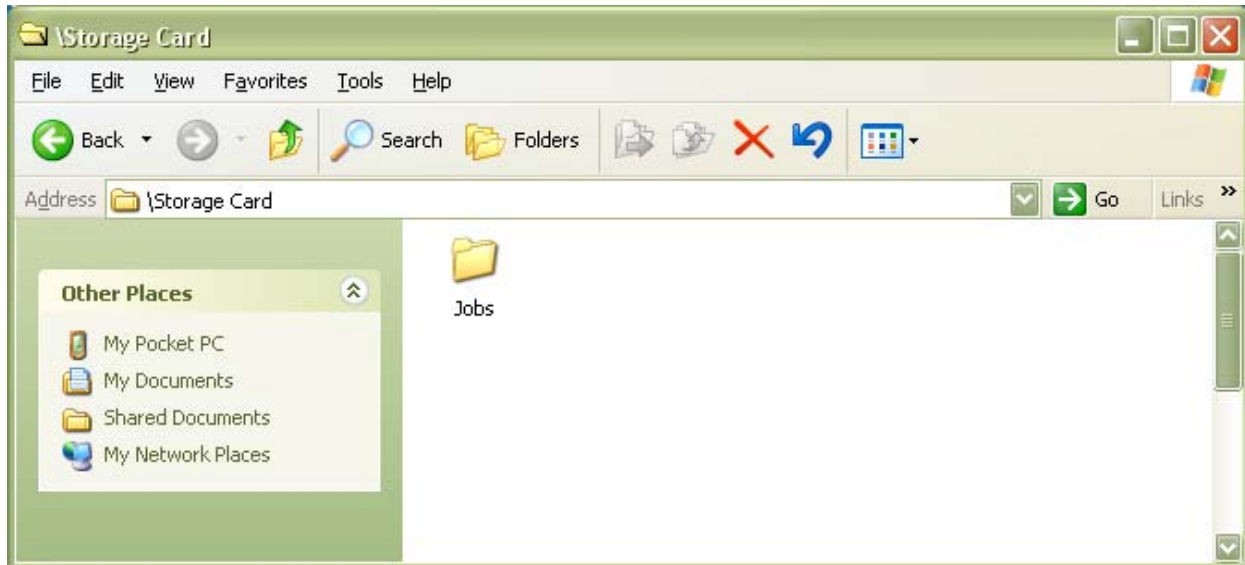 \Storage Card
File Edit View Favorites Tools Help
Back Search Folders
Address \Storage Card Go Links »
Other Places
Jobs
My Pocket PC
My Documents
Shared Documents
My Network Places